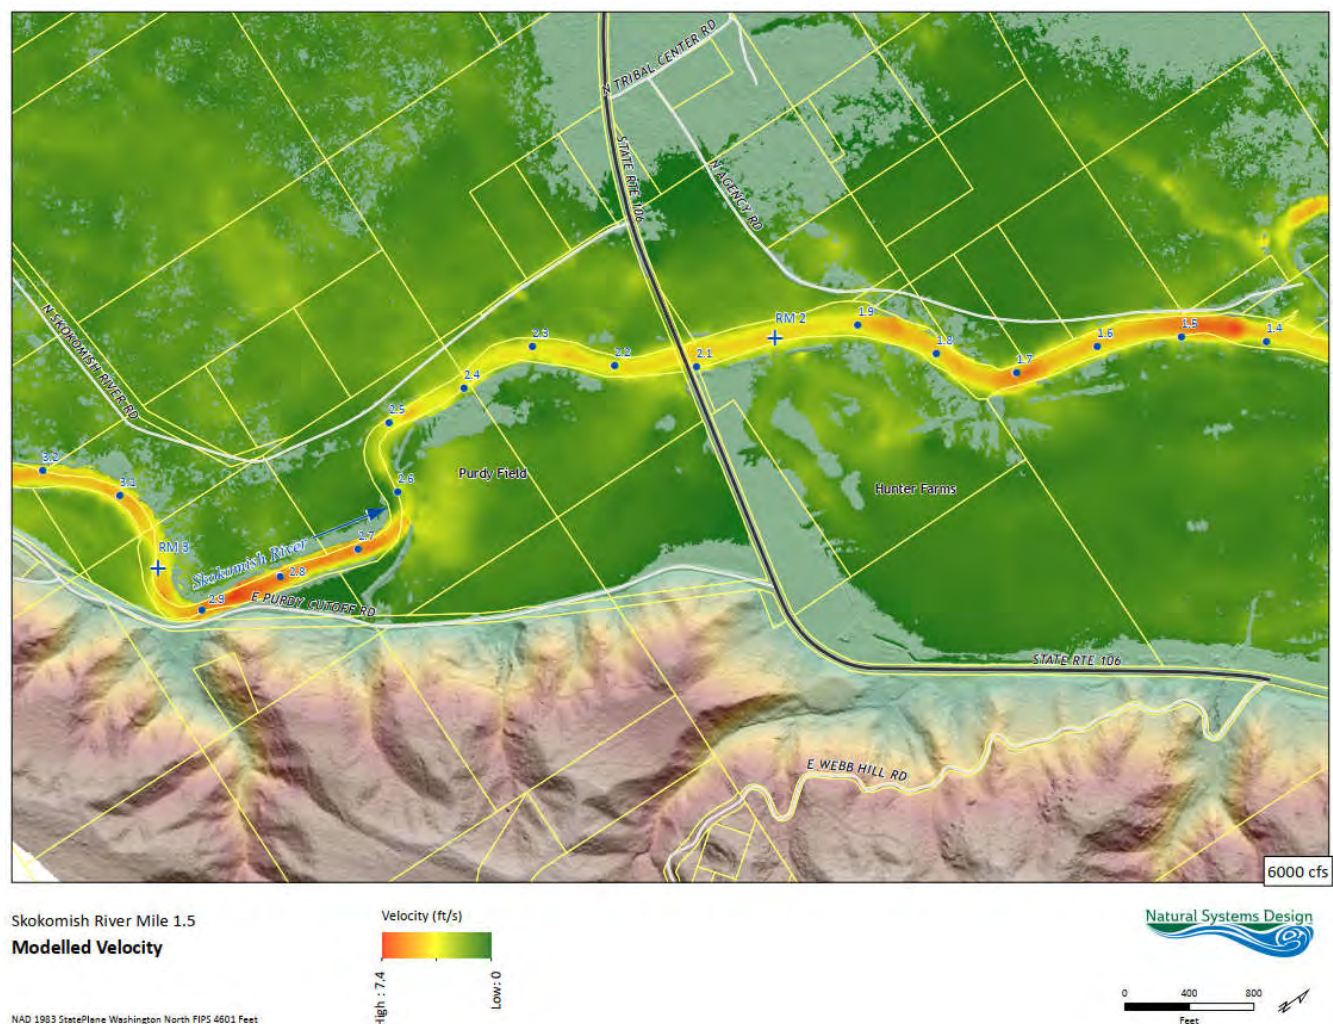 N TRIBAL CENTER RD
STATE RTE 106
N AGENCY RD
N SKOKOMISH RIVER RD
RM 2
1.9
1.8
1.7
1.6
1.5
1.4
2.1
2.2
2.3
2.4
2.5
2.6
Purdy Field
Hunter Farms
3.2
3.1
RM 3
Skokomish River
2.7
2.8
2.9
E PURDY CUTOFF RD
STATE RTE 106
E WEBB HILL RD
6000 cfs
Skokomish River Mile 1.5
Modelled Velocity
Velocity (ft/s)
High : 7.4
Low: 0
Natural Systems Design
0 400 800
Feet
NAD 1983 StatePlane Washington North FIPS 4601 Feet